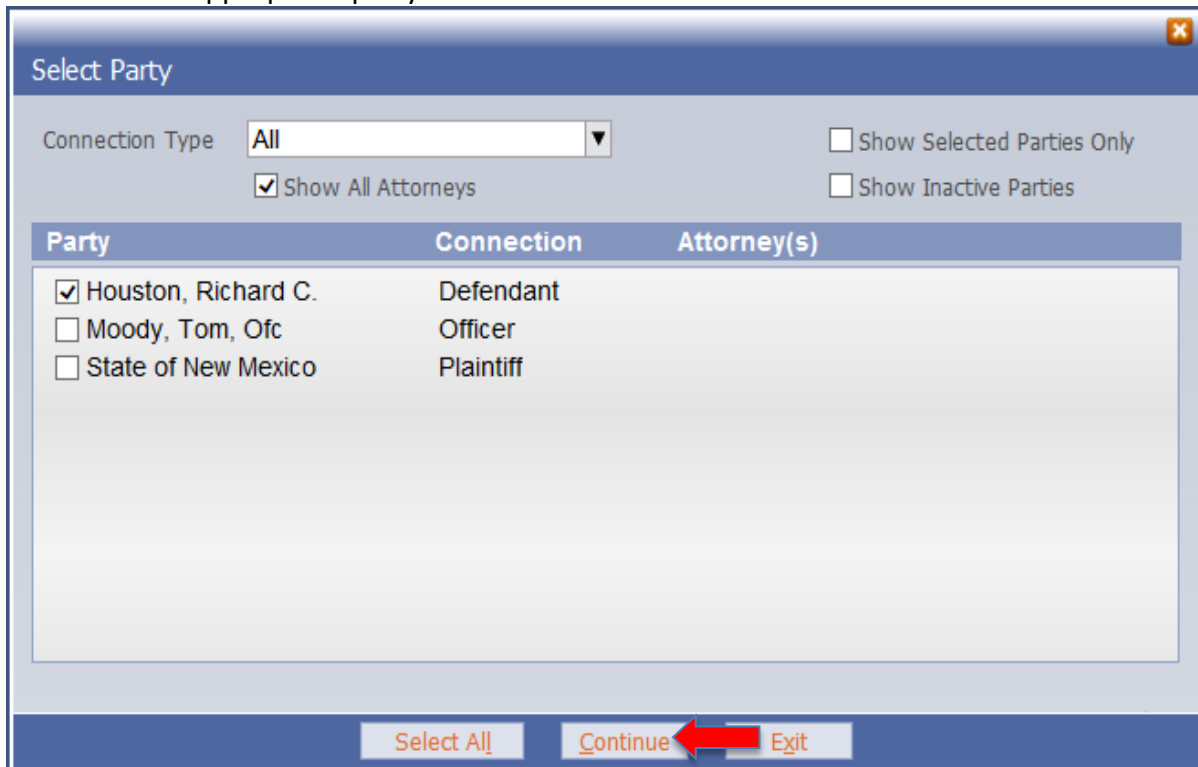 Select Party
Connection Type All Show Selected Parties Only
Show All Attorneys Show Inactive Parties
Party Connection Attorney(s)
Houston, Richard C. Defendant
Moody, Tom, Ofc Officer
State of New Mexico Plaintiff
Select All Continue Exit